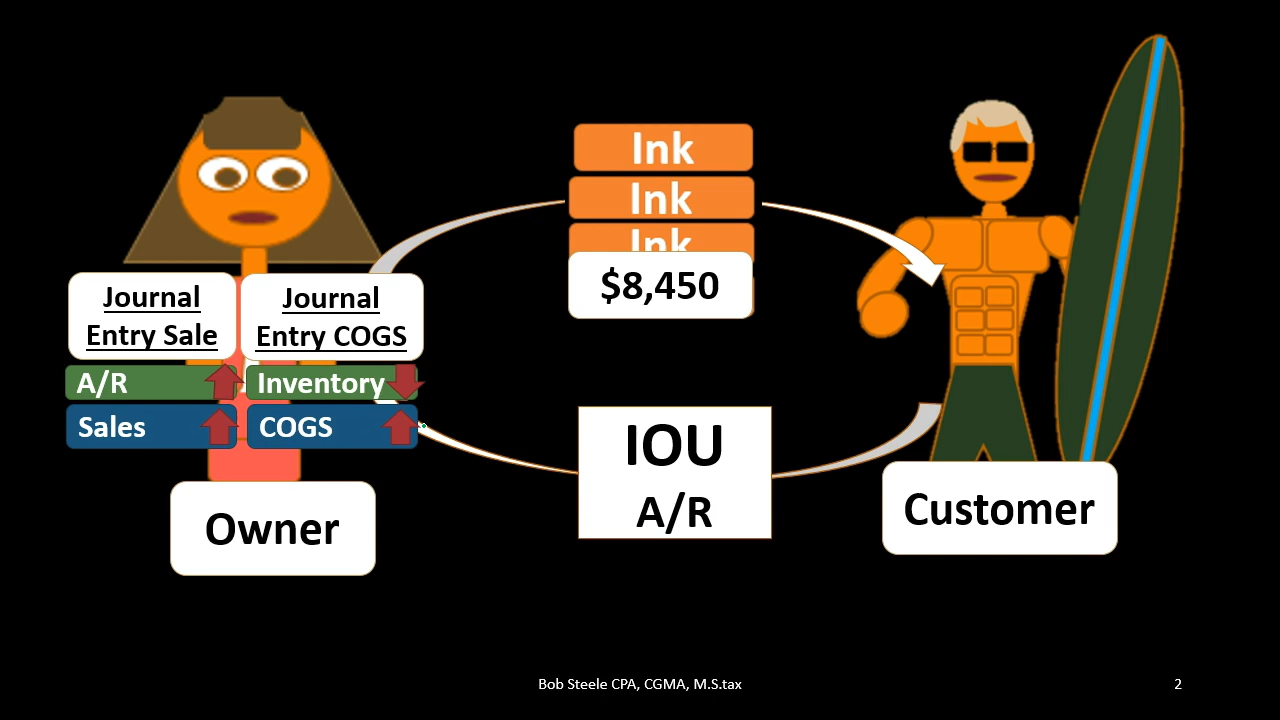 Ink
Ink
Ink
$8,450
Journal
Entry Sale
Journal
Entry COGS
A/R
Inventory
Sales
COGS
IOU
A/R
Owner
Customer
Bob Steele CPA, CGMA, M.S.tax
2